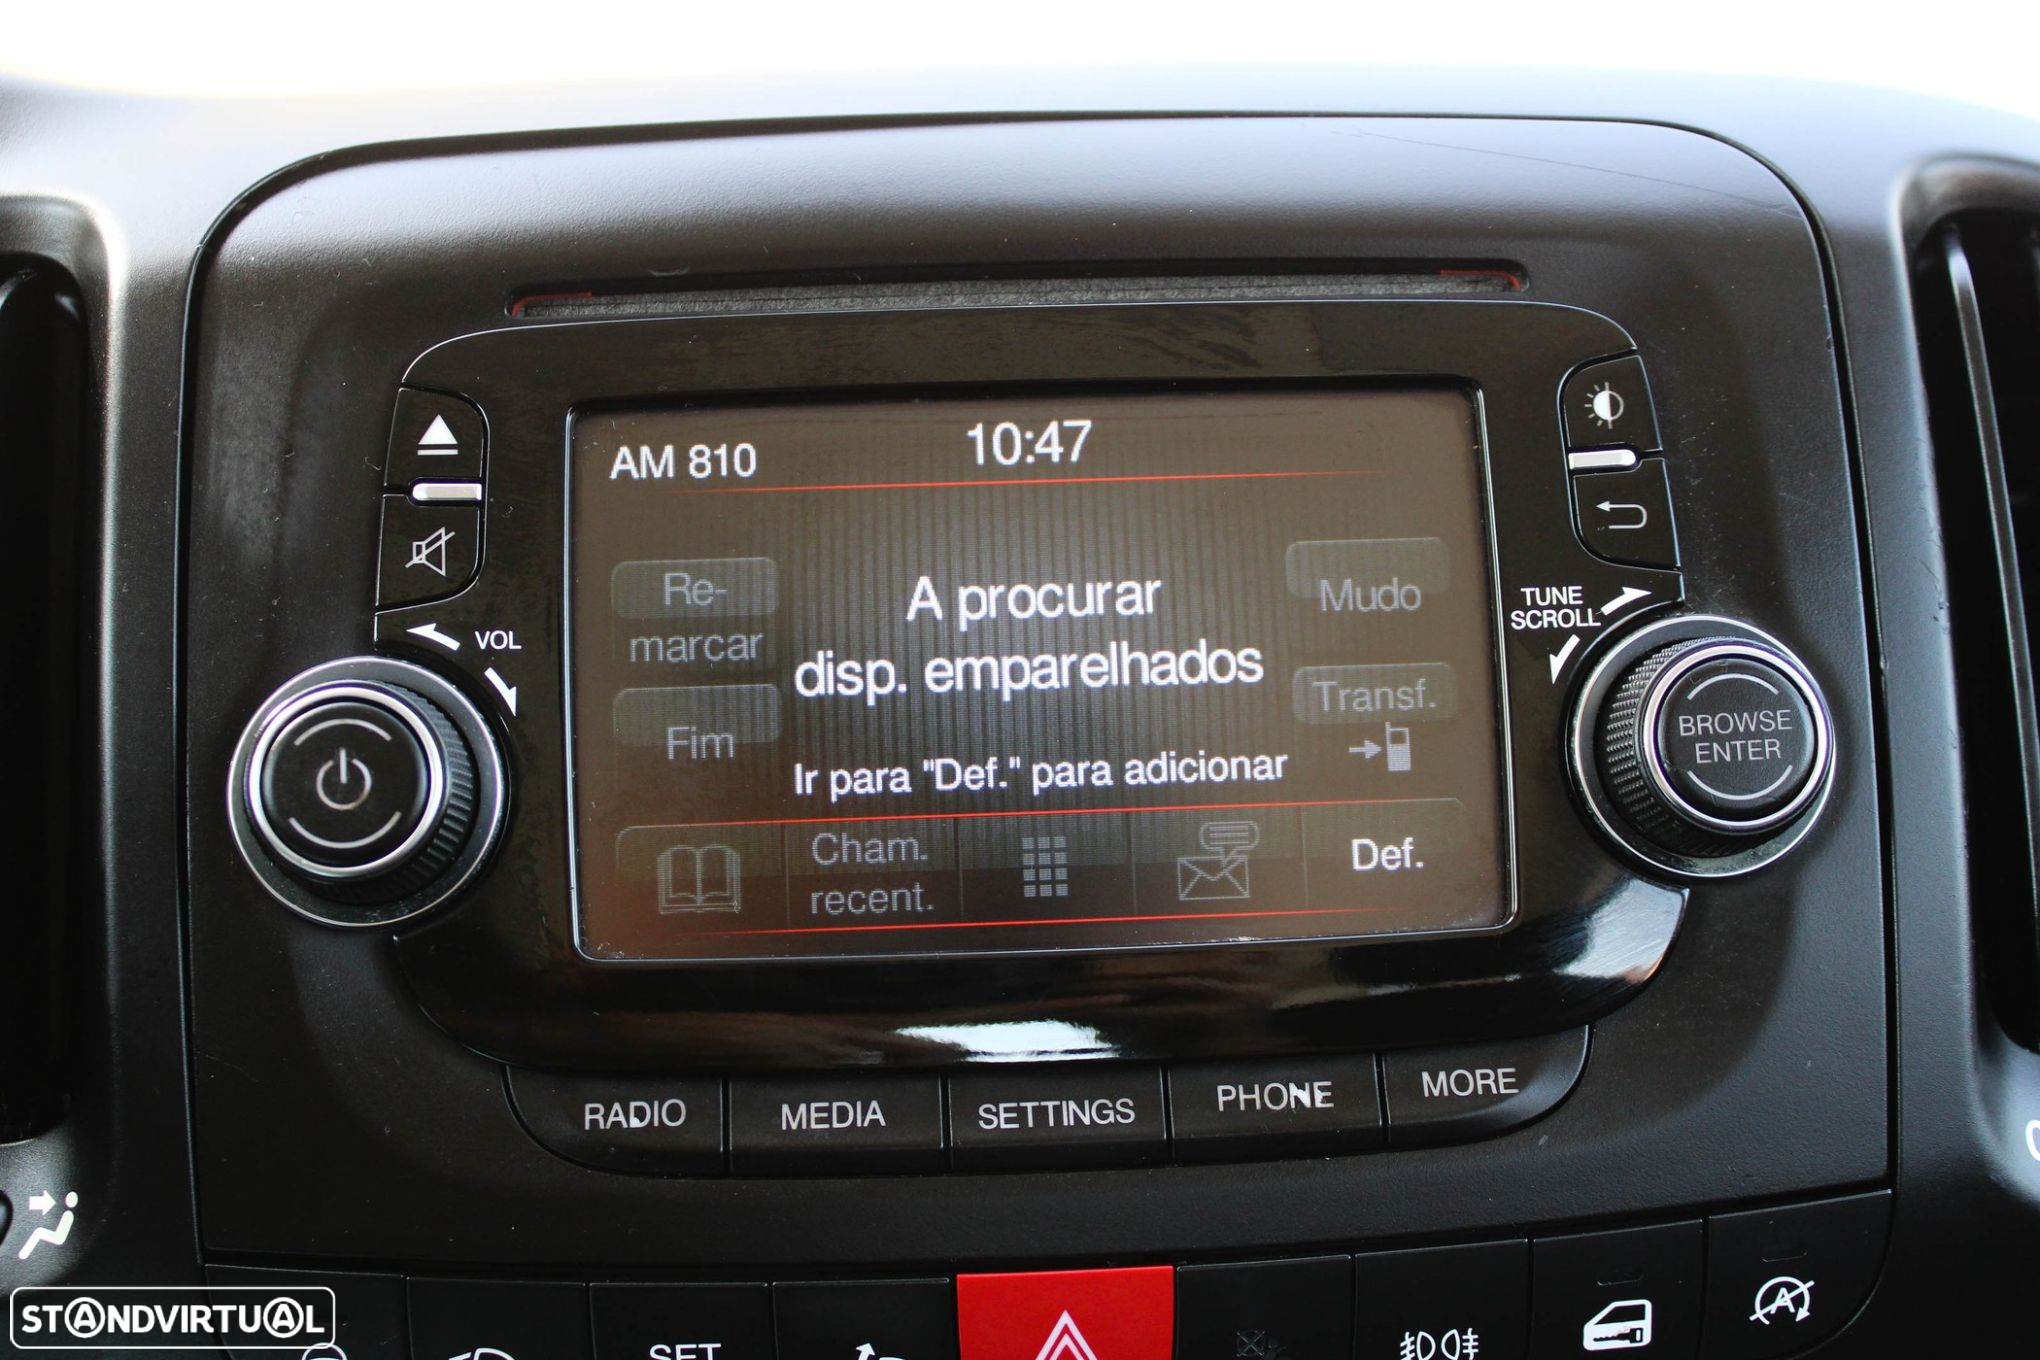 AM 810
10:47
Re-
marcar
A procurar
disp. emparelhados
Mudo
Transf.
Fim
Ir para "Def." para adicionar
Cham.
recent.
Def.
VOL
TUNE
SCROLL
BROWSE
ENTER
RADIO
MEDIA
SETTINGS
PHONE
MORE
SET
A
STANDVIRTUAL